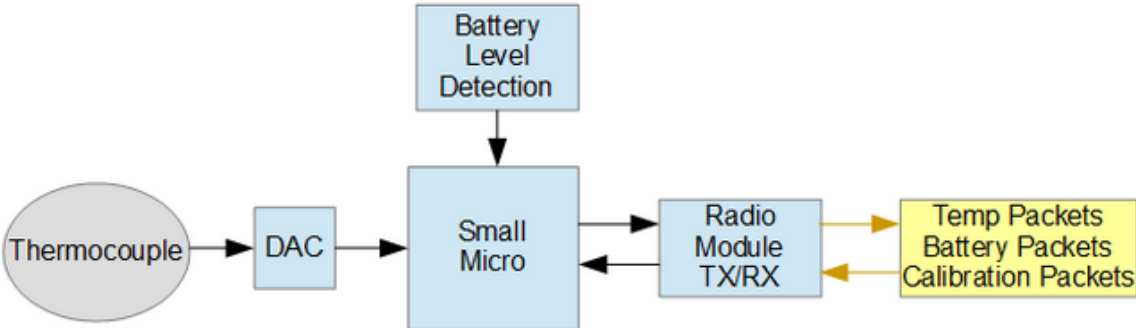 Battery
Level
Detection
Thermocouple
DAC
Small
Micro
Radio
Module
TX/RX
Temp Packets
Battery Packets
Calibration Packets